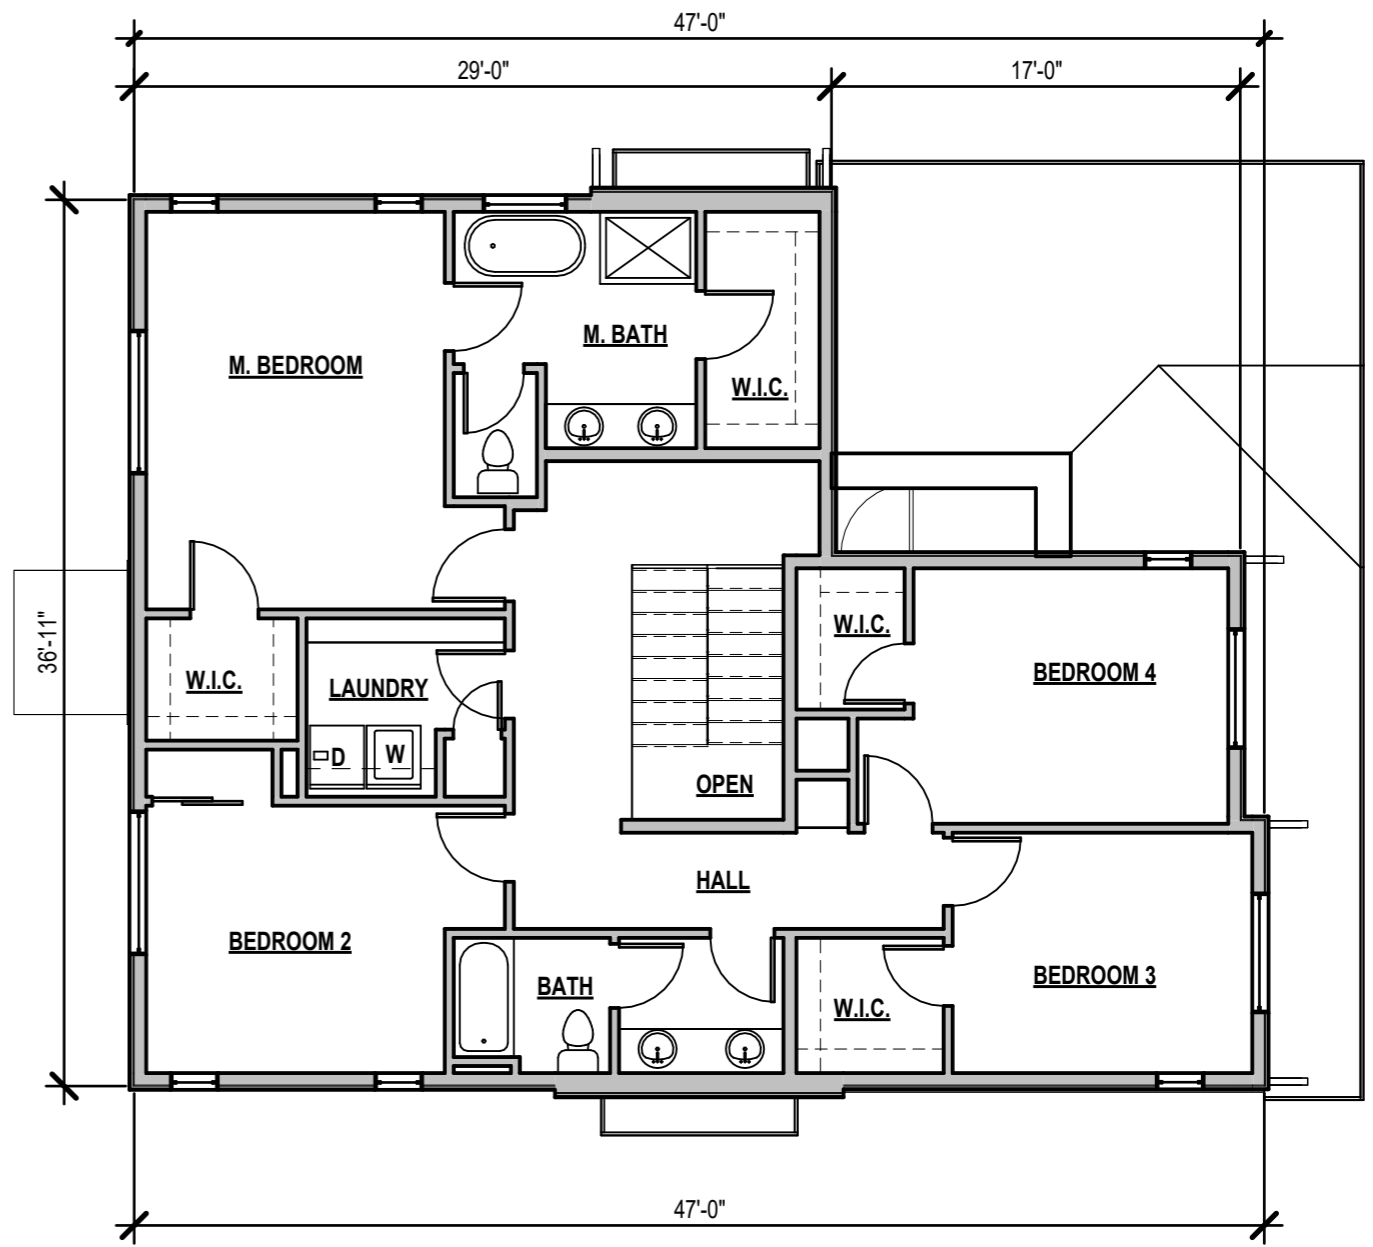 47'-0"
29'-0"
17'-0"
M. BATH
M. BEDROOM
W.I.C.
36'-11"
W.I.C.
BEDROOM 4
W.I.C.
LAUNDRY
D
W
OPEN
HALL
BEDROOM 2
BEDROOM 3
BATH
W.I.C.
47'-0"